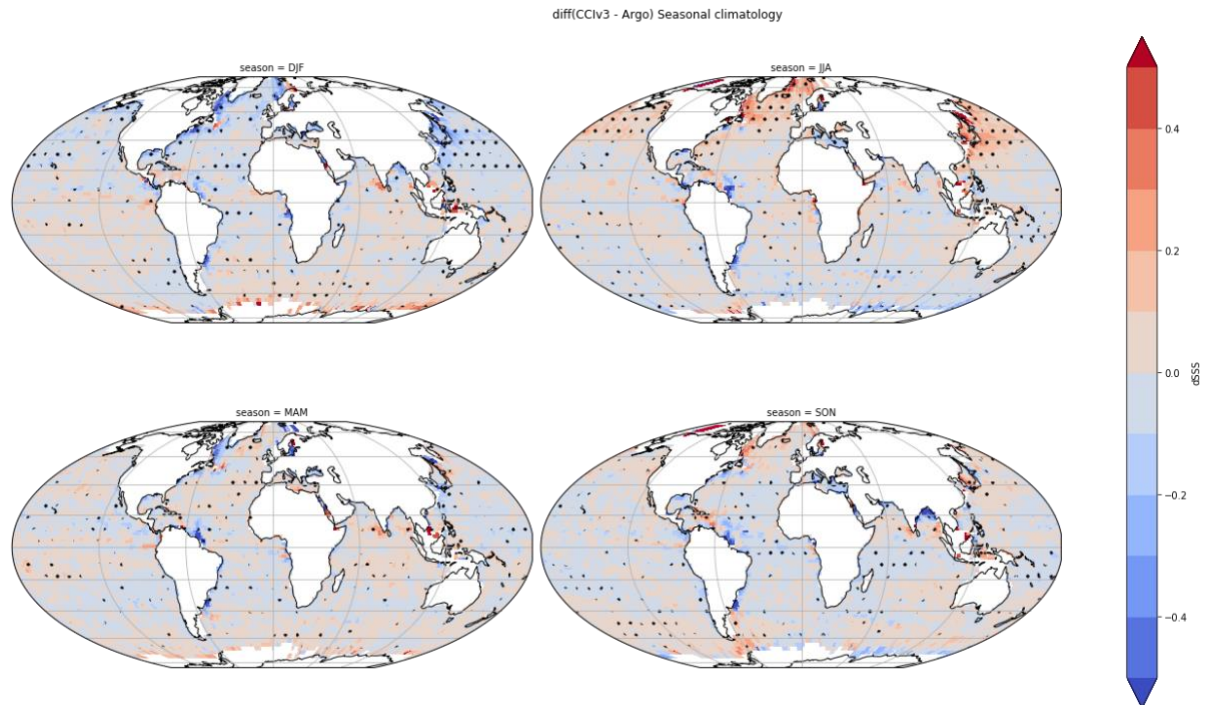 diff(CCIv3 - Argo) Seasonal climatology
season = DJF
season = JJA
season = MAM
season = SON
0.4
0.2
0.0
−0.2
−0.4
dSSS